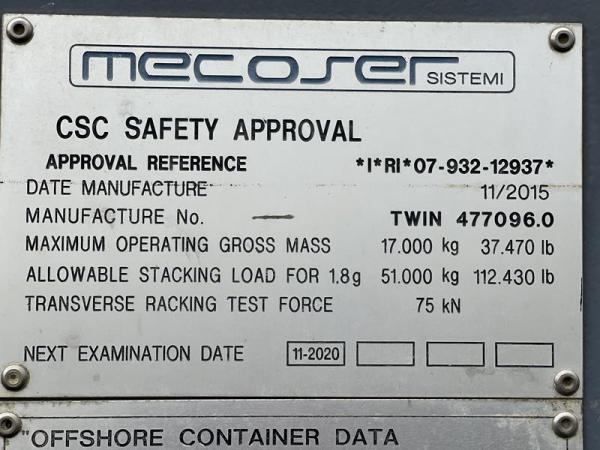 mecoser SISTEMI
CSC SAFETY APPROVAL
APPROVAL REFERENCE *I*RI*07-932-12937*
DATE MANUFACTURE 11/2015
MANUFACTURE No. — TWIN 477096.0
MAXIMUM OPERATING GROSS MASS 17.000 kg 37.470 lb
ALLOWABLE STACKING LOAD FOR 1.8g 51.000 kg 112.430 lb
TRANSVERSE RACKING TEST FORCE 75 kN
NEXT EXAMINATION DATE 11-2020
"OFFSHORE CONTAINER DATA